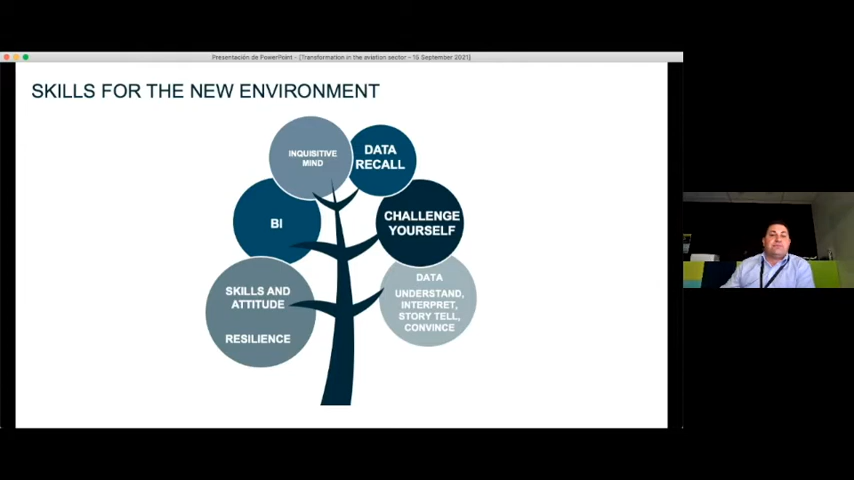 Presentación de PowerPoint - [Transformation in the aviation sector - 15 September 2021]
SKILLS FOR THE NEW ENVIRONMENT
INQUISITIVE
MIND
DATA
RECALL
BI
CHALLENGE
YOURSELF
SKILLS AND
ATTITUDE
RESILIENCE
DATA
UNDERSTAND,
INTERPRET,
STORY TELL,
CONVINCE